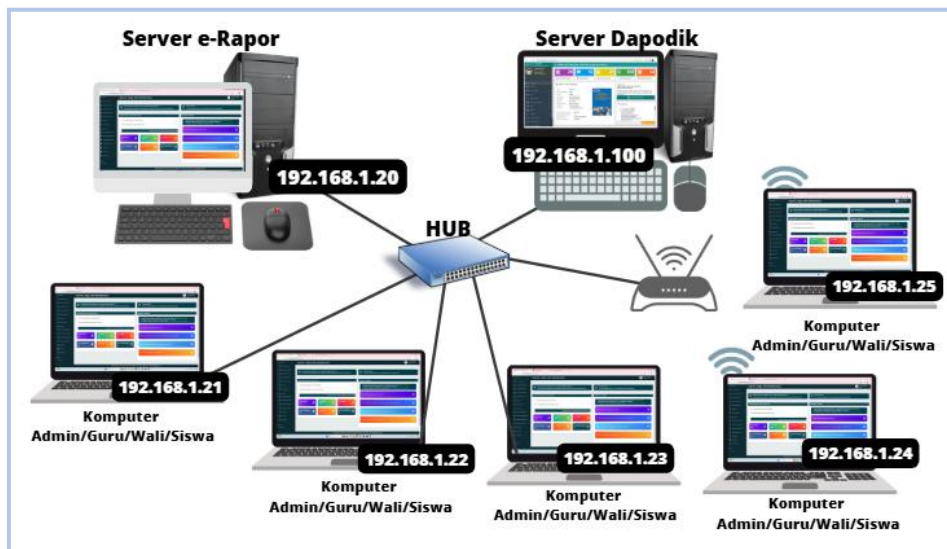 Server e-Rapor
Server Dapodik
192.168.1.20
192.168.1.100
HUB
192.168.1.25
Komputer
Admin/Guru/Wali/Siswa
192.168.1.21
Komputer
Admin/Guru/Wali/Siswa
192.168.1.22
Komputer
Admin/Guru/Wali/Siswa
192.168.1.23
Komputer
Admin/Guru/Wali/Siswa
192.168.1.24
Komputer
Admin/Guru/Wali/Siswa